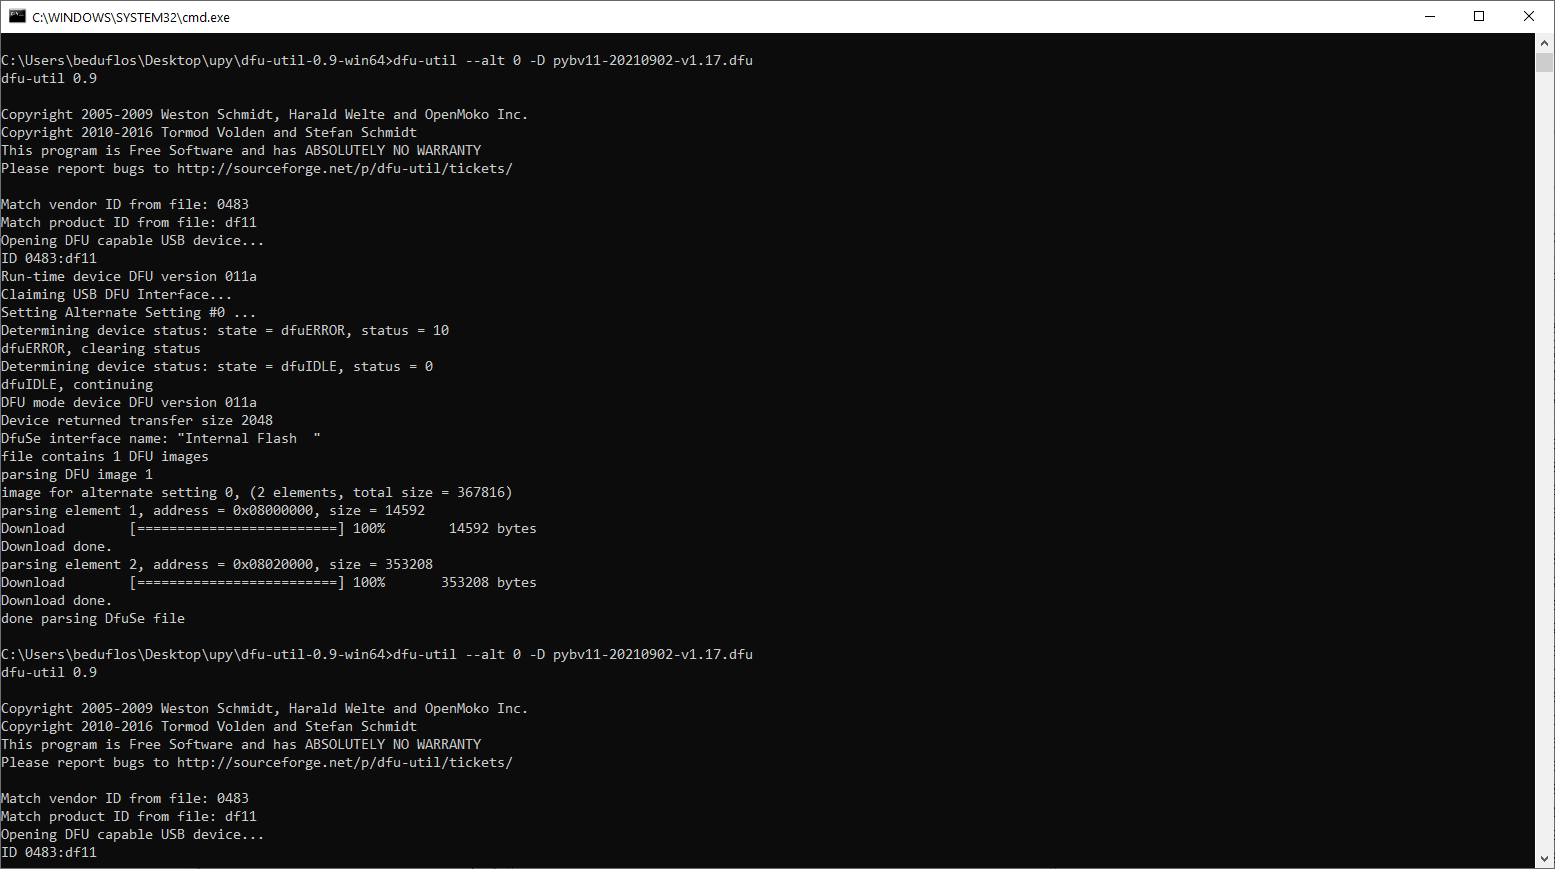 C:\WINDOWS\SYSTEM32\cmd.exe
C:\Users\beduflos\Desktop\upy\dfu-util-0.9-win64>dfu-util --alt 0 -D pybv11-20210902-v1.17.dfu
dfu-util 0.9
Copyright 2005-2009 Weston Schmidt, Harald Welte and OpenMoko Inc.
Copyright 2010-2016 Tormod Volden and Stefan Schmidt
This program is Free Software and has ABSOLUTELY NO WARRANTY
Please report bugs to http://sourceforge.net/p/dfu-util/tickets/
Match vendor ID from file: 0483
Match product ID from file: df11
Opening DFU capable USB device...
ID 0483:df11
Run-time device DFU version 011a
Claiming USB DFU Interface...
Setting Alternate Setting #0 ...
Determining device status: state = dfuERROR, status = 10
dfuERROR, clearing status
Determining device status: state = dfuIDLE, status = 0
dfuIDLE, continuing
DFU mode device DFU version 011a
Device returned transfer size 2048
DfuSe interface name: "Internal Flash  "
file contains 1 DFU images
parsing DFU image 1
image for alternate setting 0, (2 elements, total size = 367816)
parsing element 1, address = 0x08000000, size = 14592
Download        [=========================] 100%        14592 bytes
Download done.
parsing element 2, address = 0x08020000, size = 353208
Download        [=========================] 100%       353208 bytes
Download done.
done parsing DfuSe file
C:\Users\beduflos\Desktop\upy\dfu-util-0.9-win64>dfu-util --alt 0 -D pybv11-20210902-v1.17.dfu
dfu-util 0.9
Copyright 2005-2009 Weston Schmidt, Harald Welte and OpenMoko Inc.
Copyright 2010-2016 Tormod Volden and Stefan Schmidt
This program is Free Software and has ABSOLUTELY NO WARRANTY
Please report bugs to http://sourceforge.net/p/dfu-util/tickets/
Match vendor ID from file: 0483
Match product ID from file: df11
Opening DFU capable USB device...
ID 0483:df11